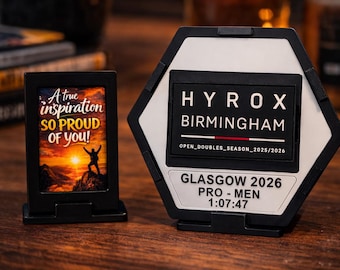 A true
inspiration
SO PROUD
OF YOU!
HYROX
BIRMINGHAM
OPEN_DOUBLES_SEASON_2025/2026
GLASGOW 2026
PRO - MEN
1:07:47